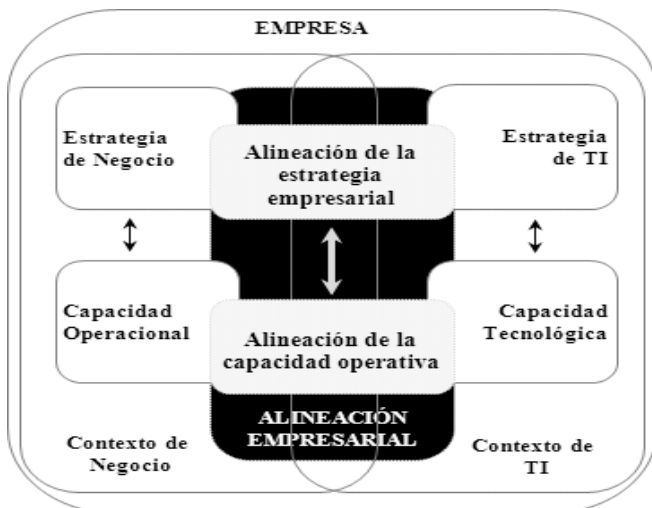 EMPRESA
Estrategia
de Negocio
Alineación de la
estrategia
empresarial
Estrategia
de TI
Capacidad
Operacional
Alineación de la
capacidad operativa
Capacidad
Tecnológica
ALINEACIÓN
EMPRESARIAL
Contexto de
Negocio
Contexto de
TI